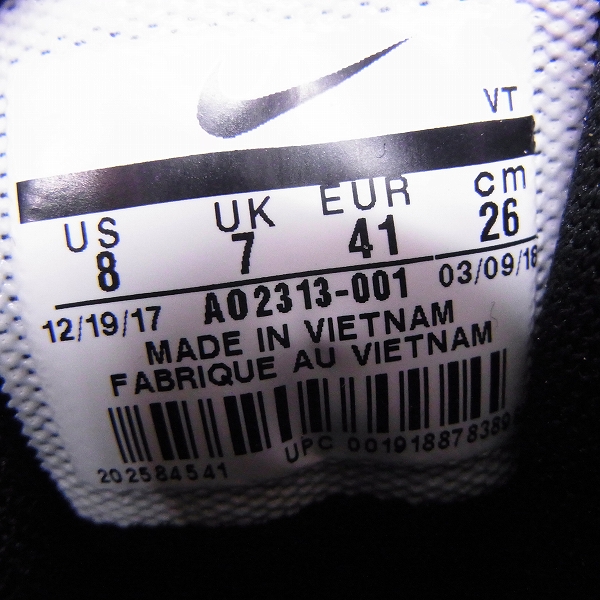 VT
US UK EUR cm
8 7 41 26
12/19/17 AO2313-001 03/09/18
MADE IN VIETNAM
FABRIQUE AU VIETNAM
202584541 UPC 001918878389